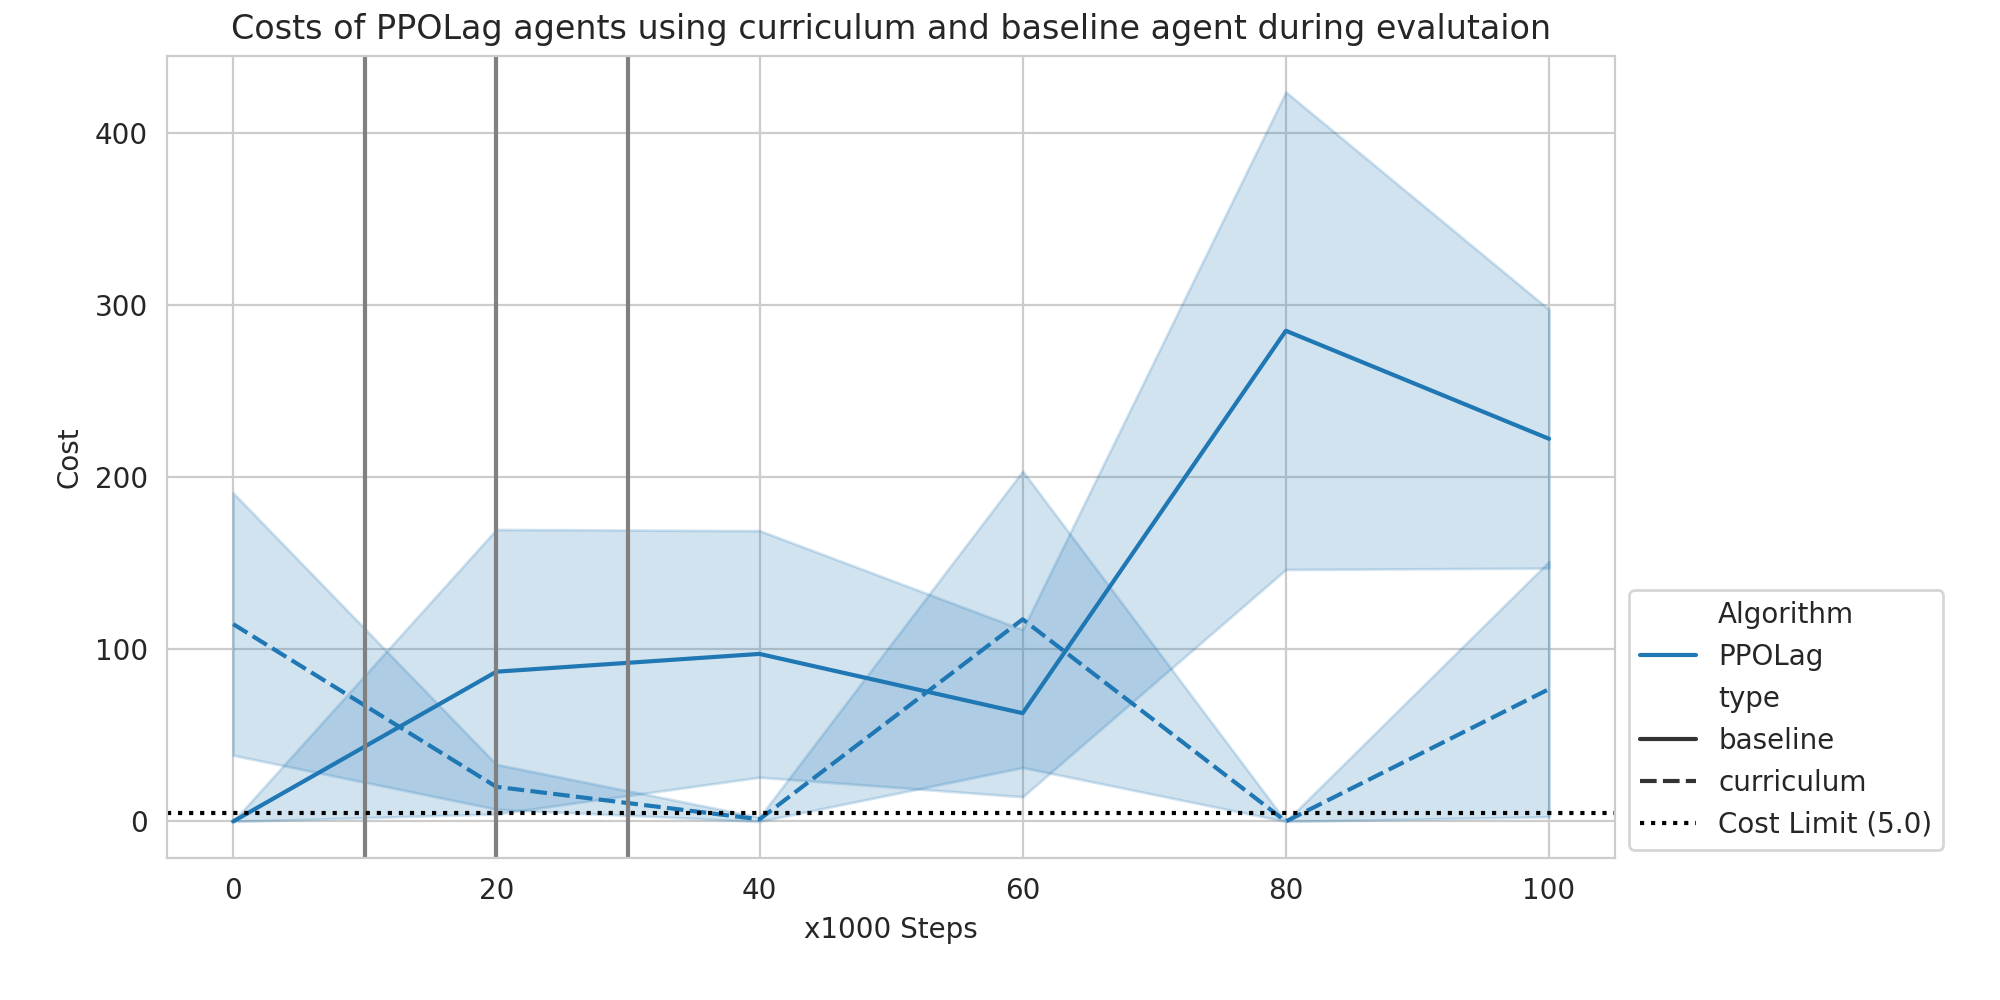 Costs of PPOLag agents using curriculum and baseline agent during evalutaion
400
300
200
100
0
Cost
0 20 40 60 80 100
x1000 Steps
Algorithm
PPOLag
type
baseline
curriculum
Cost Limit (5.0)